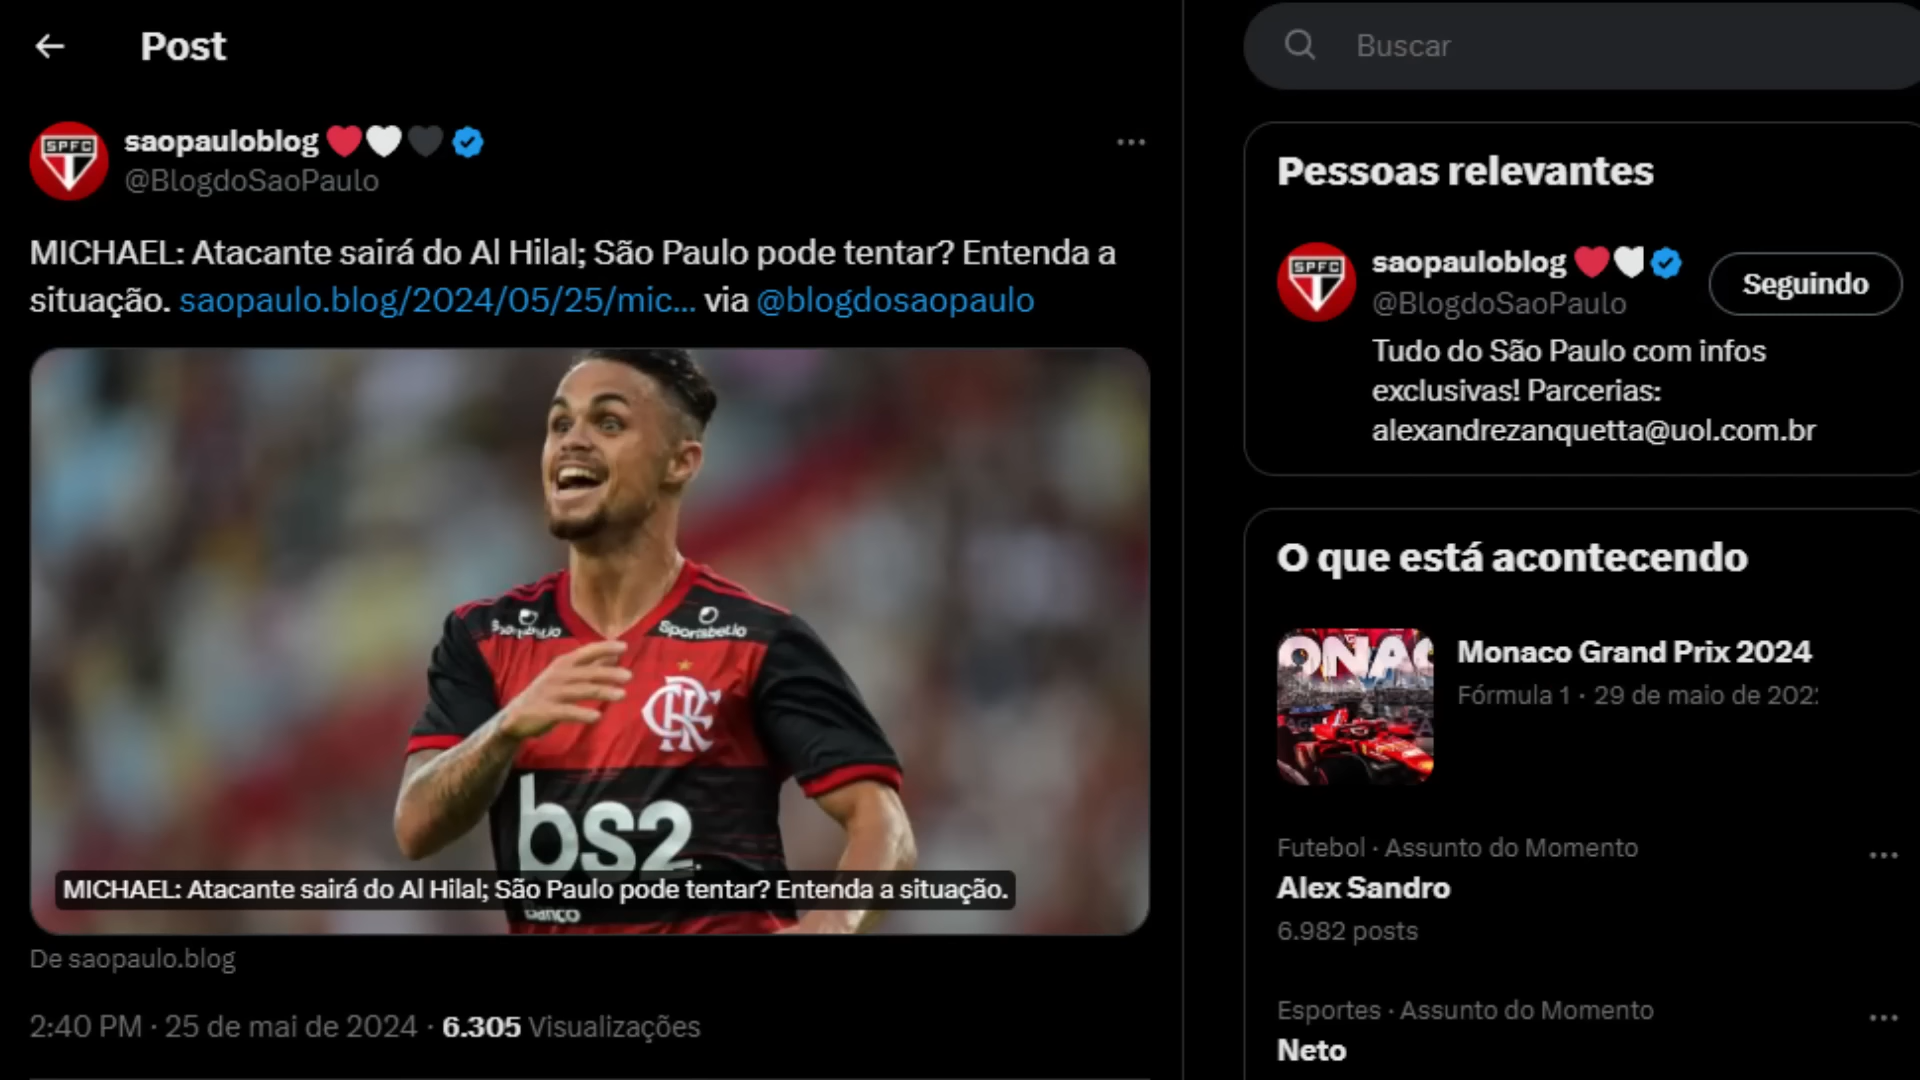 Post
Buscar
saopauloblog
@BlogdoSaoPaulo
MICHAEL: Atacante sairá do Al Hilal; São Paulo pode tentar? Entenda a
situação. saopaulo.blog/2024/05/25/mic... via @blogdosaopaulo
SPFC
Sportsbet.io
Sportsbet.io
bs2
Banco
MICHAEL: Atacante sairá do Al Hilal; São Paulo pode tentar? Entenda a situação.
De saopaulo.blog
2:40 PM · 25 de mai de 2024 · 6.305 Visualizações
Pessoas relevantes
SPFC
saopauloblog
@BlogdoSaoPaulo
Seguindo
Tudo do São Paulo com infos
exclusivas! Parcerias:
alexandrezanquetta@uol.com.br
O que está acontecendo
ONAC
Monaco Grand Prix 2024
Fórmula 1 · 29 de maio de 202
Futebol · Assunto do Momento
Alex Sandro
6.982 posts
Esportes · Assunto do Momento
Neto